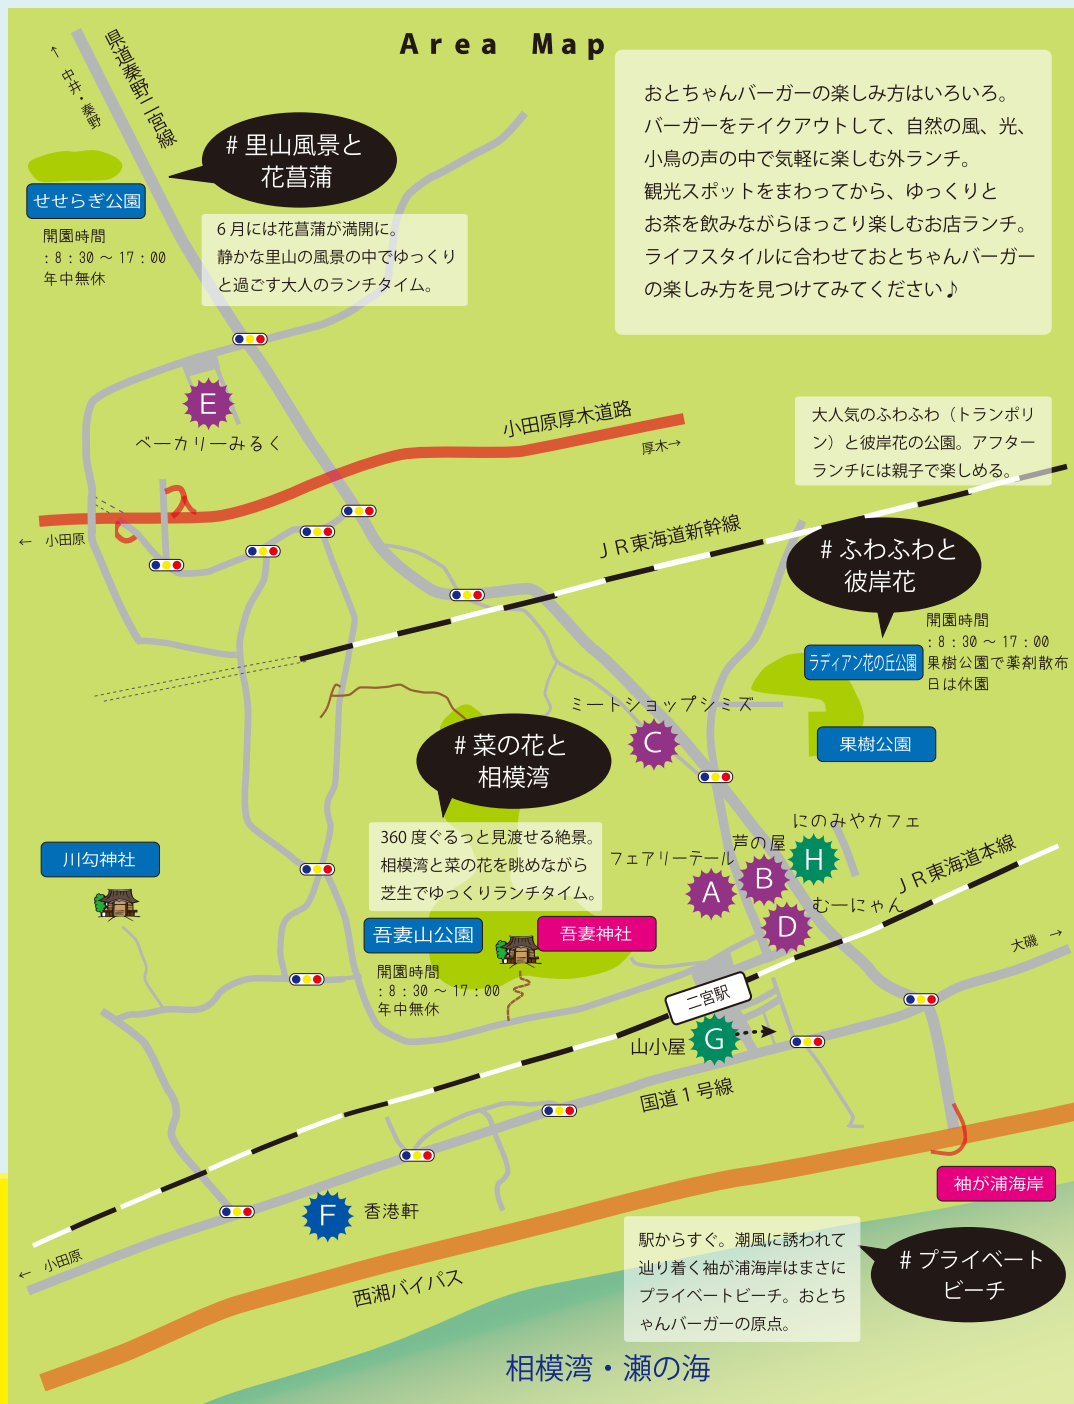 Area Map
おとちゃんバーガーの楽しみ方はいろいろ。
バーガーをテイクアウトして、自然の風、光、
小鳥の声の中で気軽に楽しむ外ランチ。
観光スポットをまわってから、ゆっくりと
お茶を飲みながらほっこり楽しむお店ランチ。
ライフスタイルに合わせておとちゃんバーガー
の楽しみ方を見つけてみてください♪
← 中井・秦野
県道秦野二宮線
# 里山風景と
花菖蒲
せせらぎ公園
開園時間
：8：30 ～ 17：00
年中無休
6 月には花菖蒲が満開に。
静かな里山の風景の中でゆっくり
と過ごす大人のランチタイム。
E
ベーカリーみるく
小田原厚木道路
厚木→
← 小田原
大人気のふわふわ（トランポリ
ン）と彼岸花の公園。アフター
ランチには親子で楽しめる。
ＪＲ東海道新幹線
# ふわふわと
彼岸花
開園時間
：8：30 ～ 17：00
果樹公園で薬剤散布
日は休園
ラディアン花の丘公園
果樹公園
ミートショップシミズ
C
# 菜の花と
相模湾
360 度ぐるっと見渡せる絶景。
相模湾と菜の花を眺めながら
芝生でゆっくりランチタイム。
川勾神社
にのみやカフェ
H
芦の屋
B
フェアリーテール
A
むーにゃん
D
ＪＲ東海道本線
大磯 →
吾妻山公園
吾妻神社
開園時間
：8：30 ～ 17：00
年中無休
二宮駅
山小屋
G
国道１号線
F
香港軒
← 小田原
西湘バイパス
袖が浦海岸
駅からすぐ。潮風に誘われて
辿り着く袖が浦海岸はまさに
プライベートビーチ。おとち
ゃんバーガーの原点。
# プライベート
ビーチ
相模湾・瀬の海